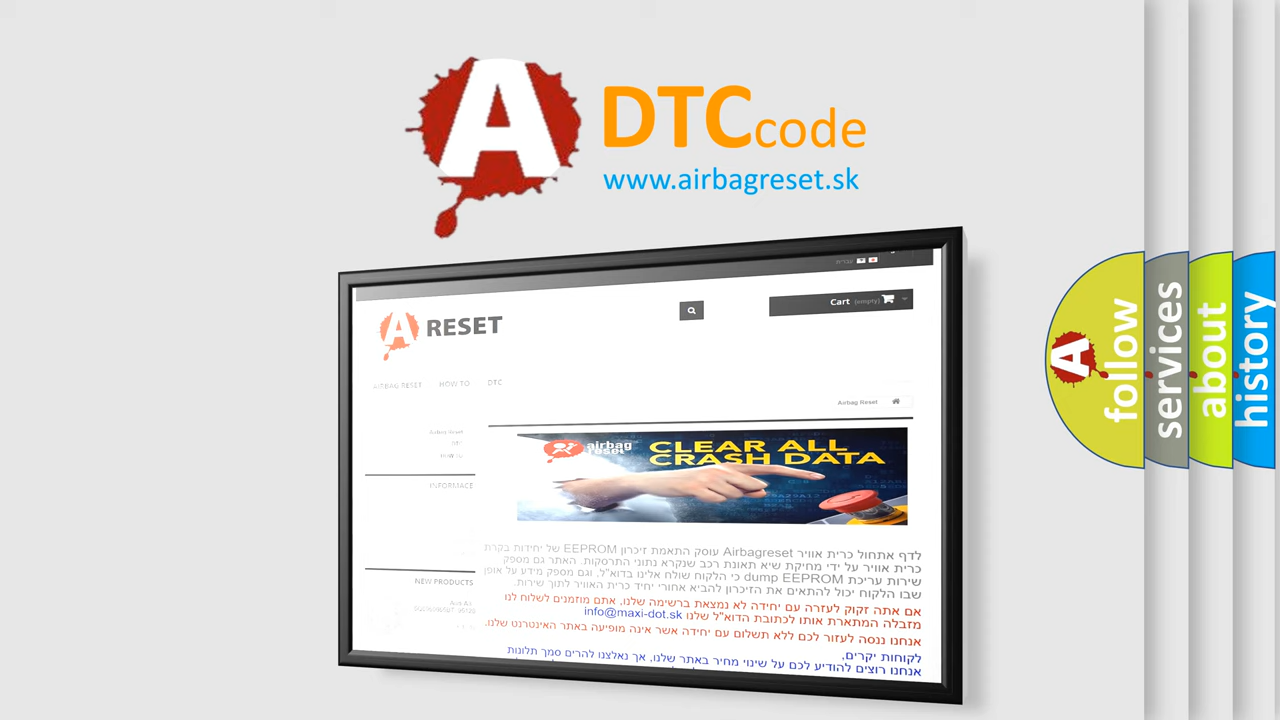 A
DTCcode
www.airbagreset.sk
עברית
Cart (empty)
A RESET
AIRBAG RESET HOW TO DTC
Airbag Reset
Airbag Reset
DTC
HOW TO
INFORMACE
NEW PRODUCTS
airbag
reset
CLEAR ALL
CRASH DATA
לדף אתחול כרית אוויר Airbagreset עוסק התאמת זיכרון EEPROM של יחידות בקרת
כרית אוויר על ידי מחיקת שיא תאונת רכב שנקרא נתוני התרסקות. האתר גם מספק
שירות עריכת dump EEPROM כי הלקוח שולח אלינו בדוא"ל, וגם מספק מידע על אופן
שבו הלקוח יכול להתאים את הזיכרון להביא אחורי יחיד כרית האוויר לתוך שירות.
אם אתה זקוק לעזרה עם יחידה לא נמצאת ברשימה שלנו, אתם מוזמנים לשלוח לנו
מזבלה המתארת אותו לכתובת הדוא"ל שלנו info@maxi-dot.sk
אנחנו ננסה לעזור לכם ללא תשלום עם יחידה אשר אינה מופיעה באתר האינטרנט שלנו.
לקוחות יקרים,
אנחנו רוצים להודיע לכם על שינוי מחיר באתר שלנו, אך נאלצנו להרים סמך תלונות
follow
services
about
history